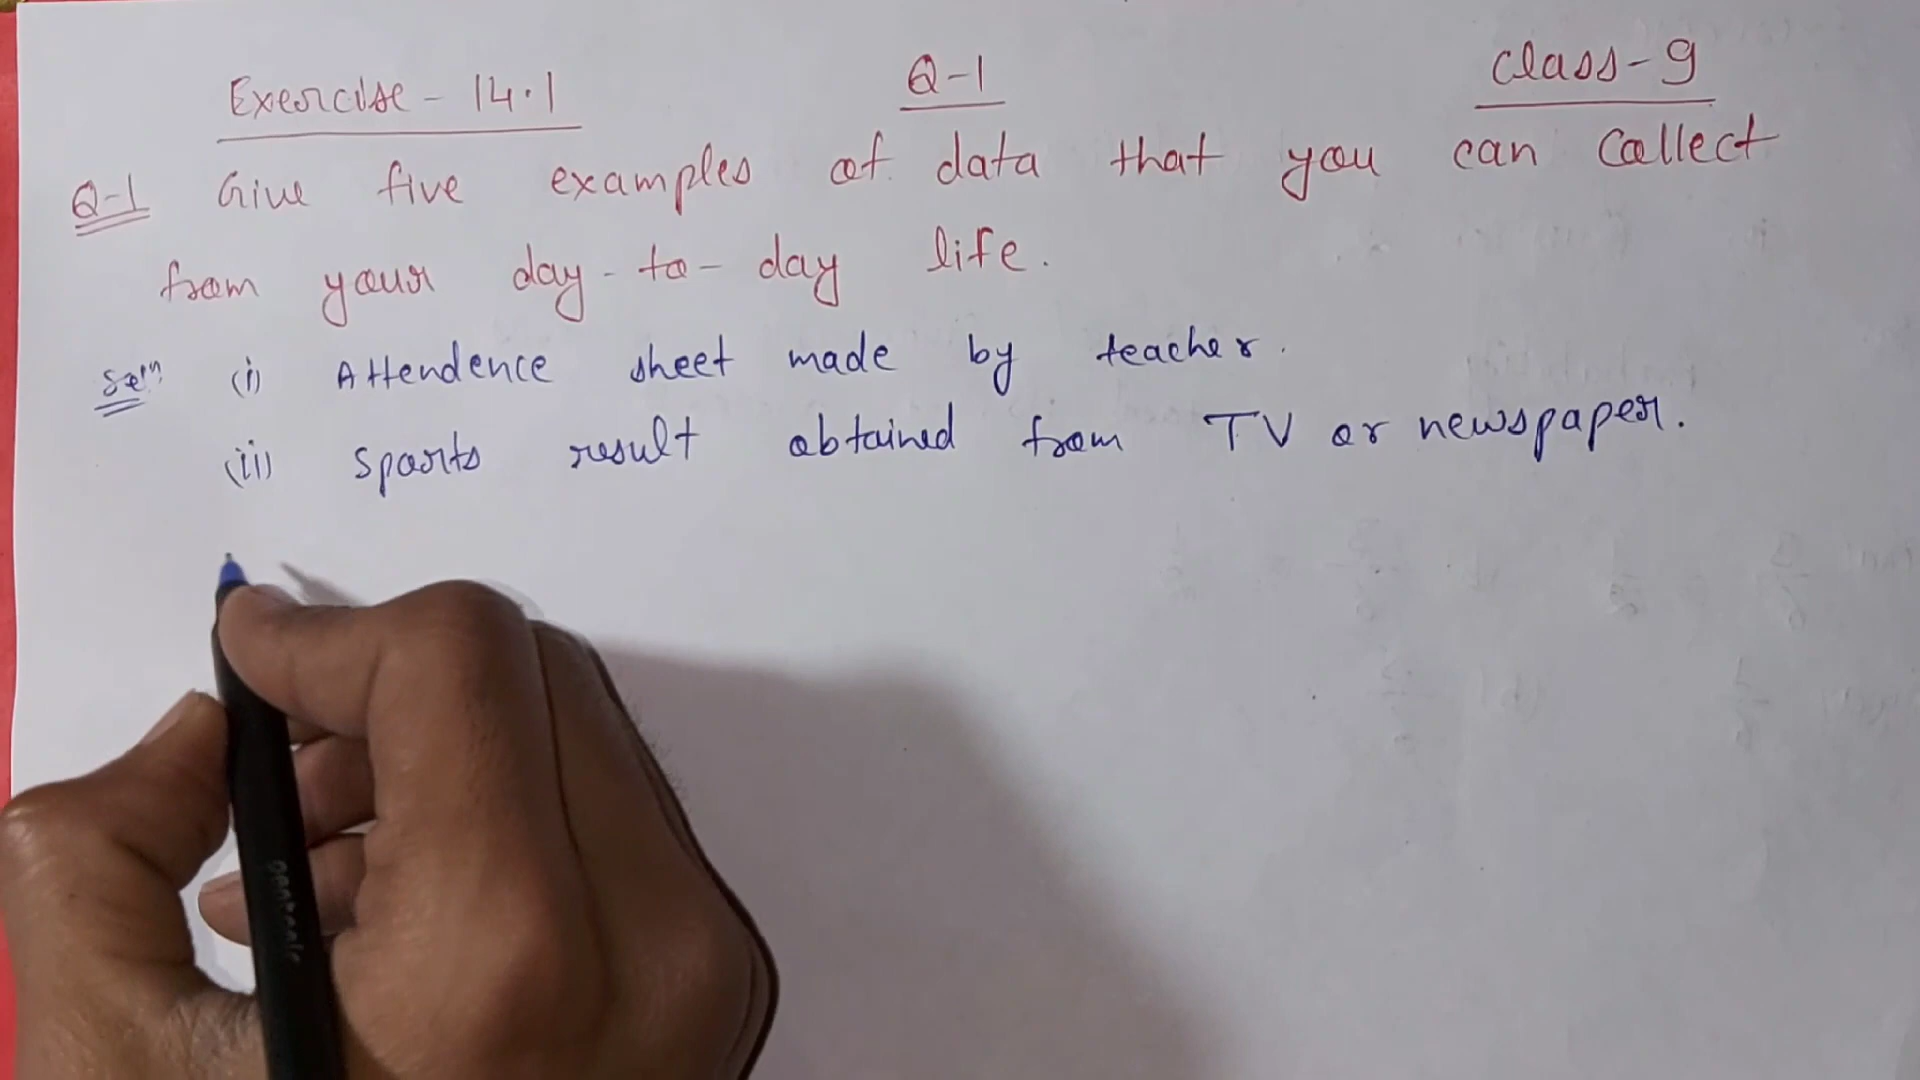 Exercise - 14.1 Q-1 Class-9
Q-1 Give five examples of data that you can Collect
from your day-to-day life.
Sol^n (i) Attendence sheet made by teacher.
(ii) Sports result obtained from TV or newspaper.